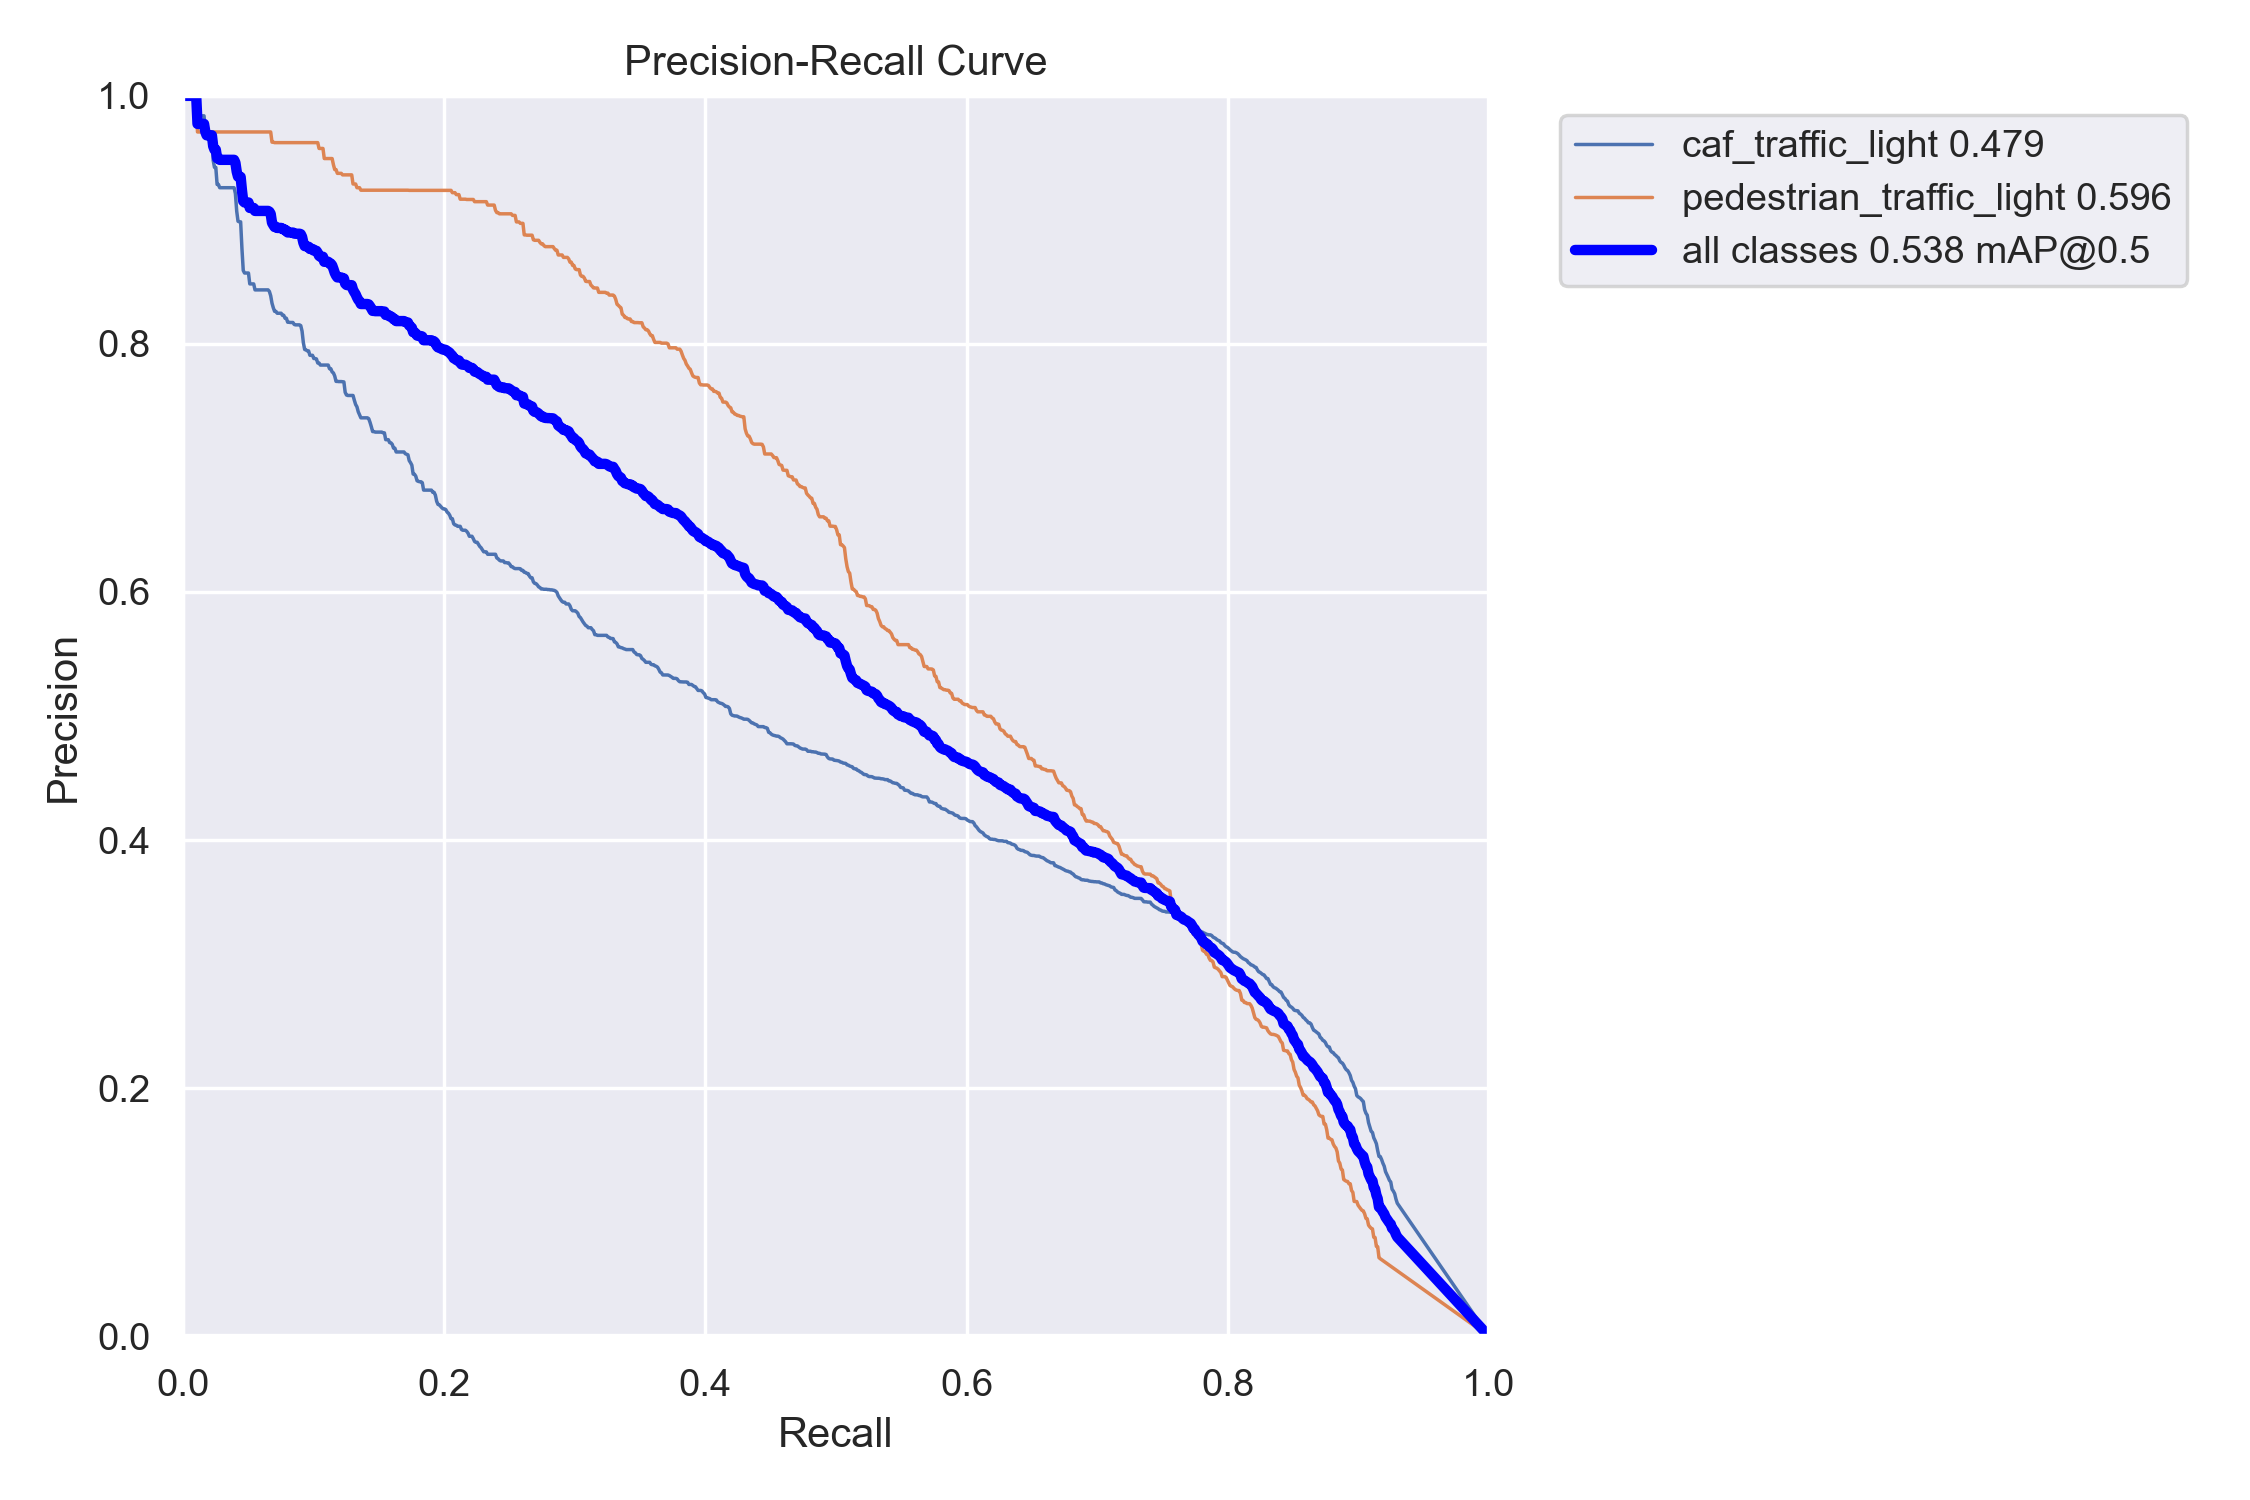 Precision-Recall Curve
1.0
0.8
0.6
0.4
0.2
0.0
Precision
0.0 0.2 0.4 0.6 0.8 1.0
Recall
caf_traffic_light 0.479
pedestrian_traffic_light 0.596
all classes 0.538 mAP@0.5